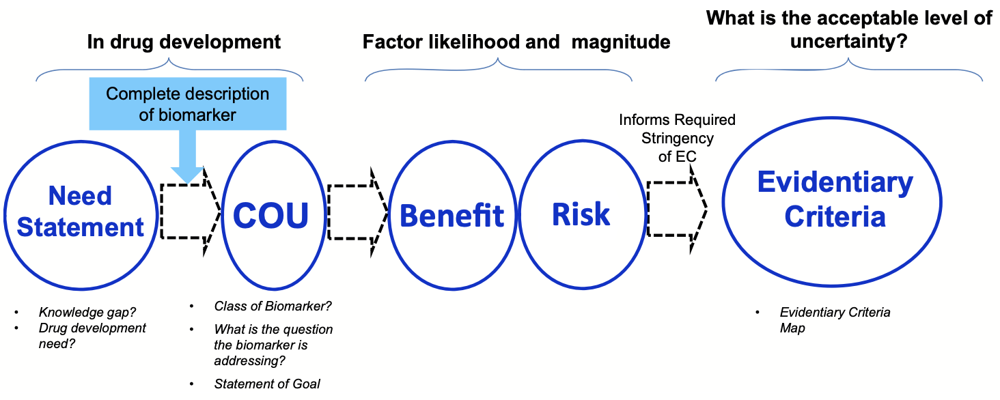 In drug development
Factor likelihood and magnitude
What is the acceptable level of
uncertainty?
Complete description
of biomarker
Informs Required
Stringency
of EC
Need
Statement
COU
Benefit
Risk
Evidentiary
Criteria
• Knowledge gap?
• Drug development
need?
• Class of Biomarker?
• What is the question
the biomarker is
addressing?
• Statement of Goal
• Evidentiary Criteria
Map